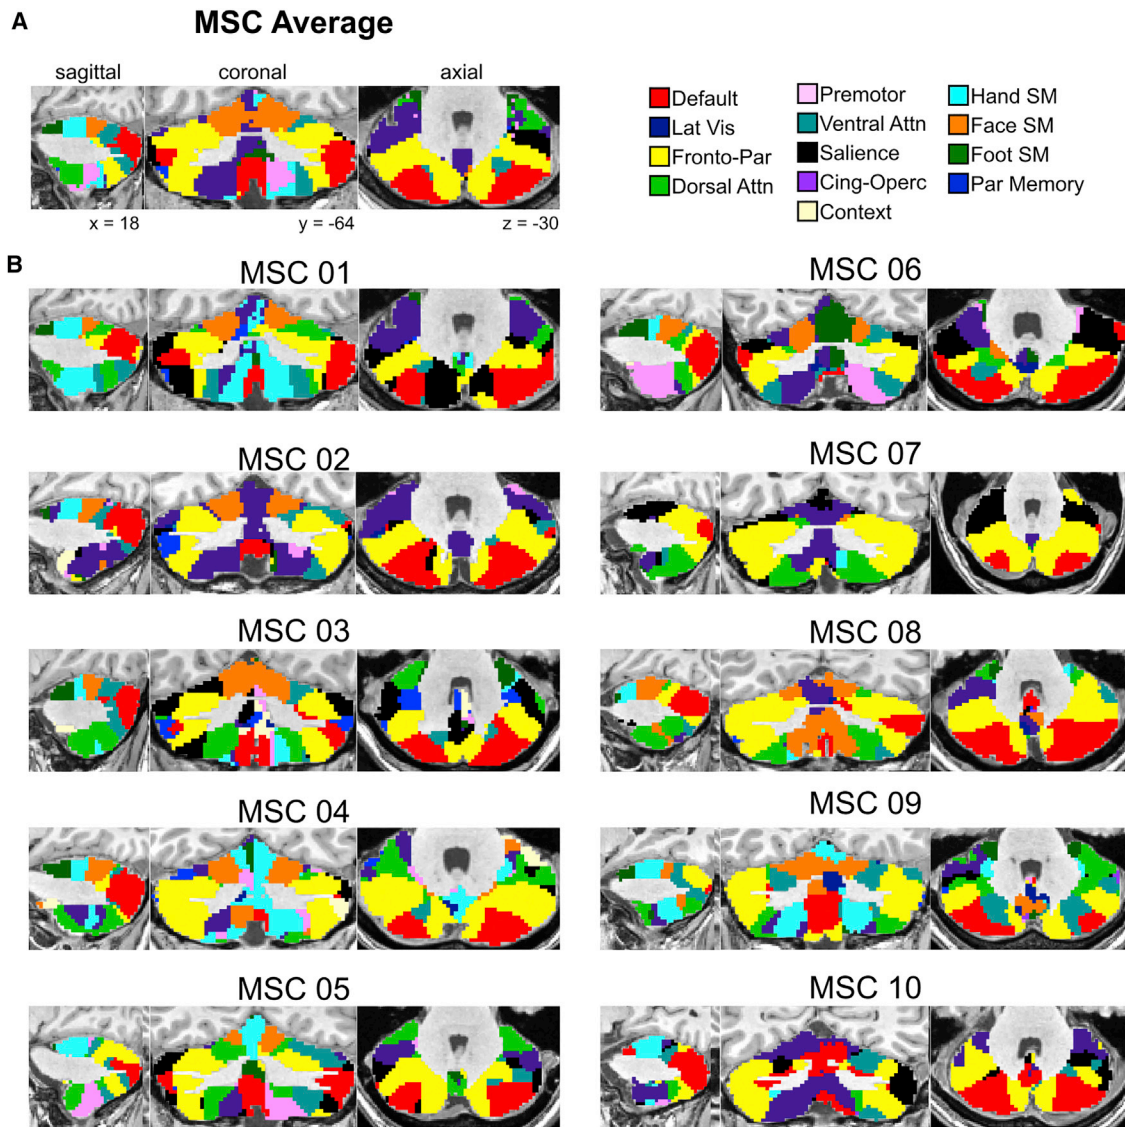 A
MSC Average
sagittal coronal axial
x = 18 y = -64 z = -30
Default
Lat Vis
Fronto-Par
Dorsal Attn
Premotor
Ventral Attn
Salience
Cing-Operc
Context
Hand SM
Face SM
Foot SM
Par Memory
B
MSC 01
MSC 06
MSC 02
MSC 07
MSC 03
MSC 08
MSC 04
MSC 09
MSC 05
MSC 10